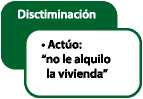 Disctiminación
• Actúo:
“no le alquilo
la vivienda”